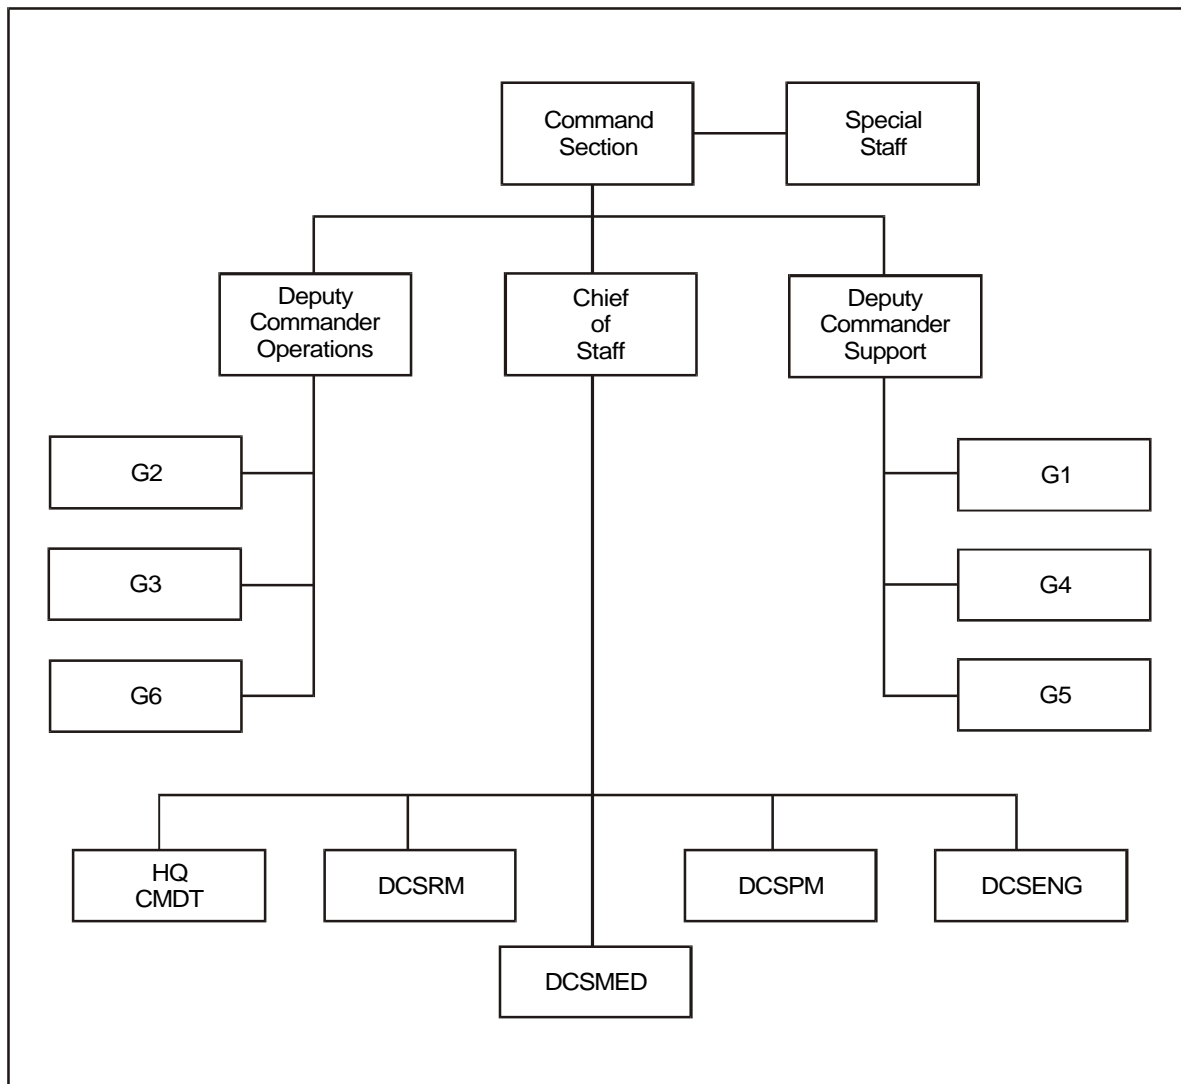 Command
Section
Special
Staff
Deputy
Commander
Operations
Chief
of
Staff
Deputy
Commander
Support
G2
G1
G3
G4
G6
G5
HQ
CMDT
DCSRM
DCSPM
DCSENG
DCSMED